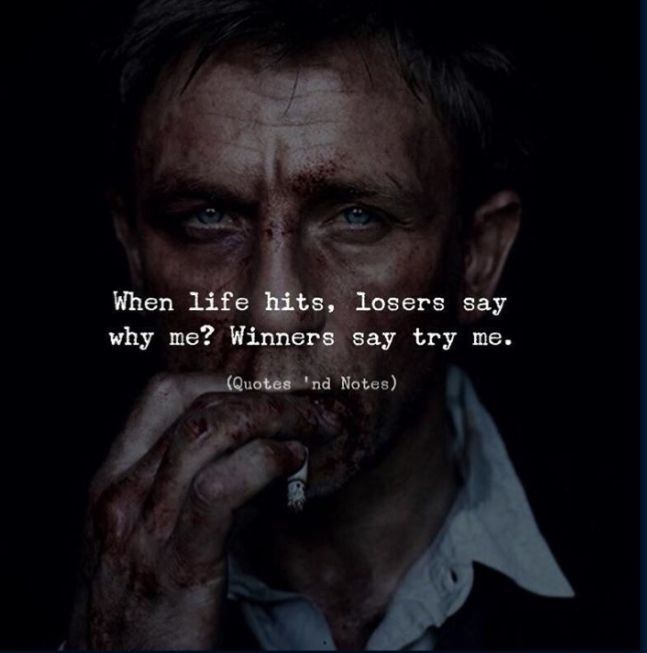 When life hits, losers say
why me? Winners say try me.
(Quotes 'nd Notes)